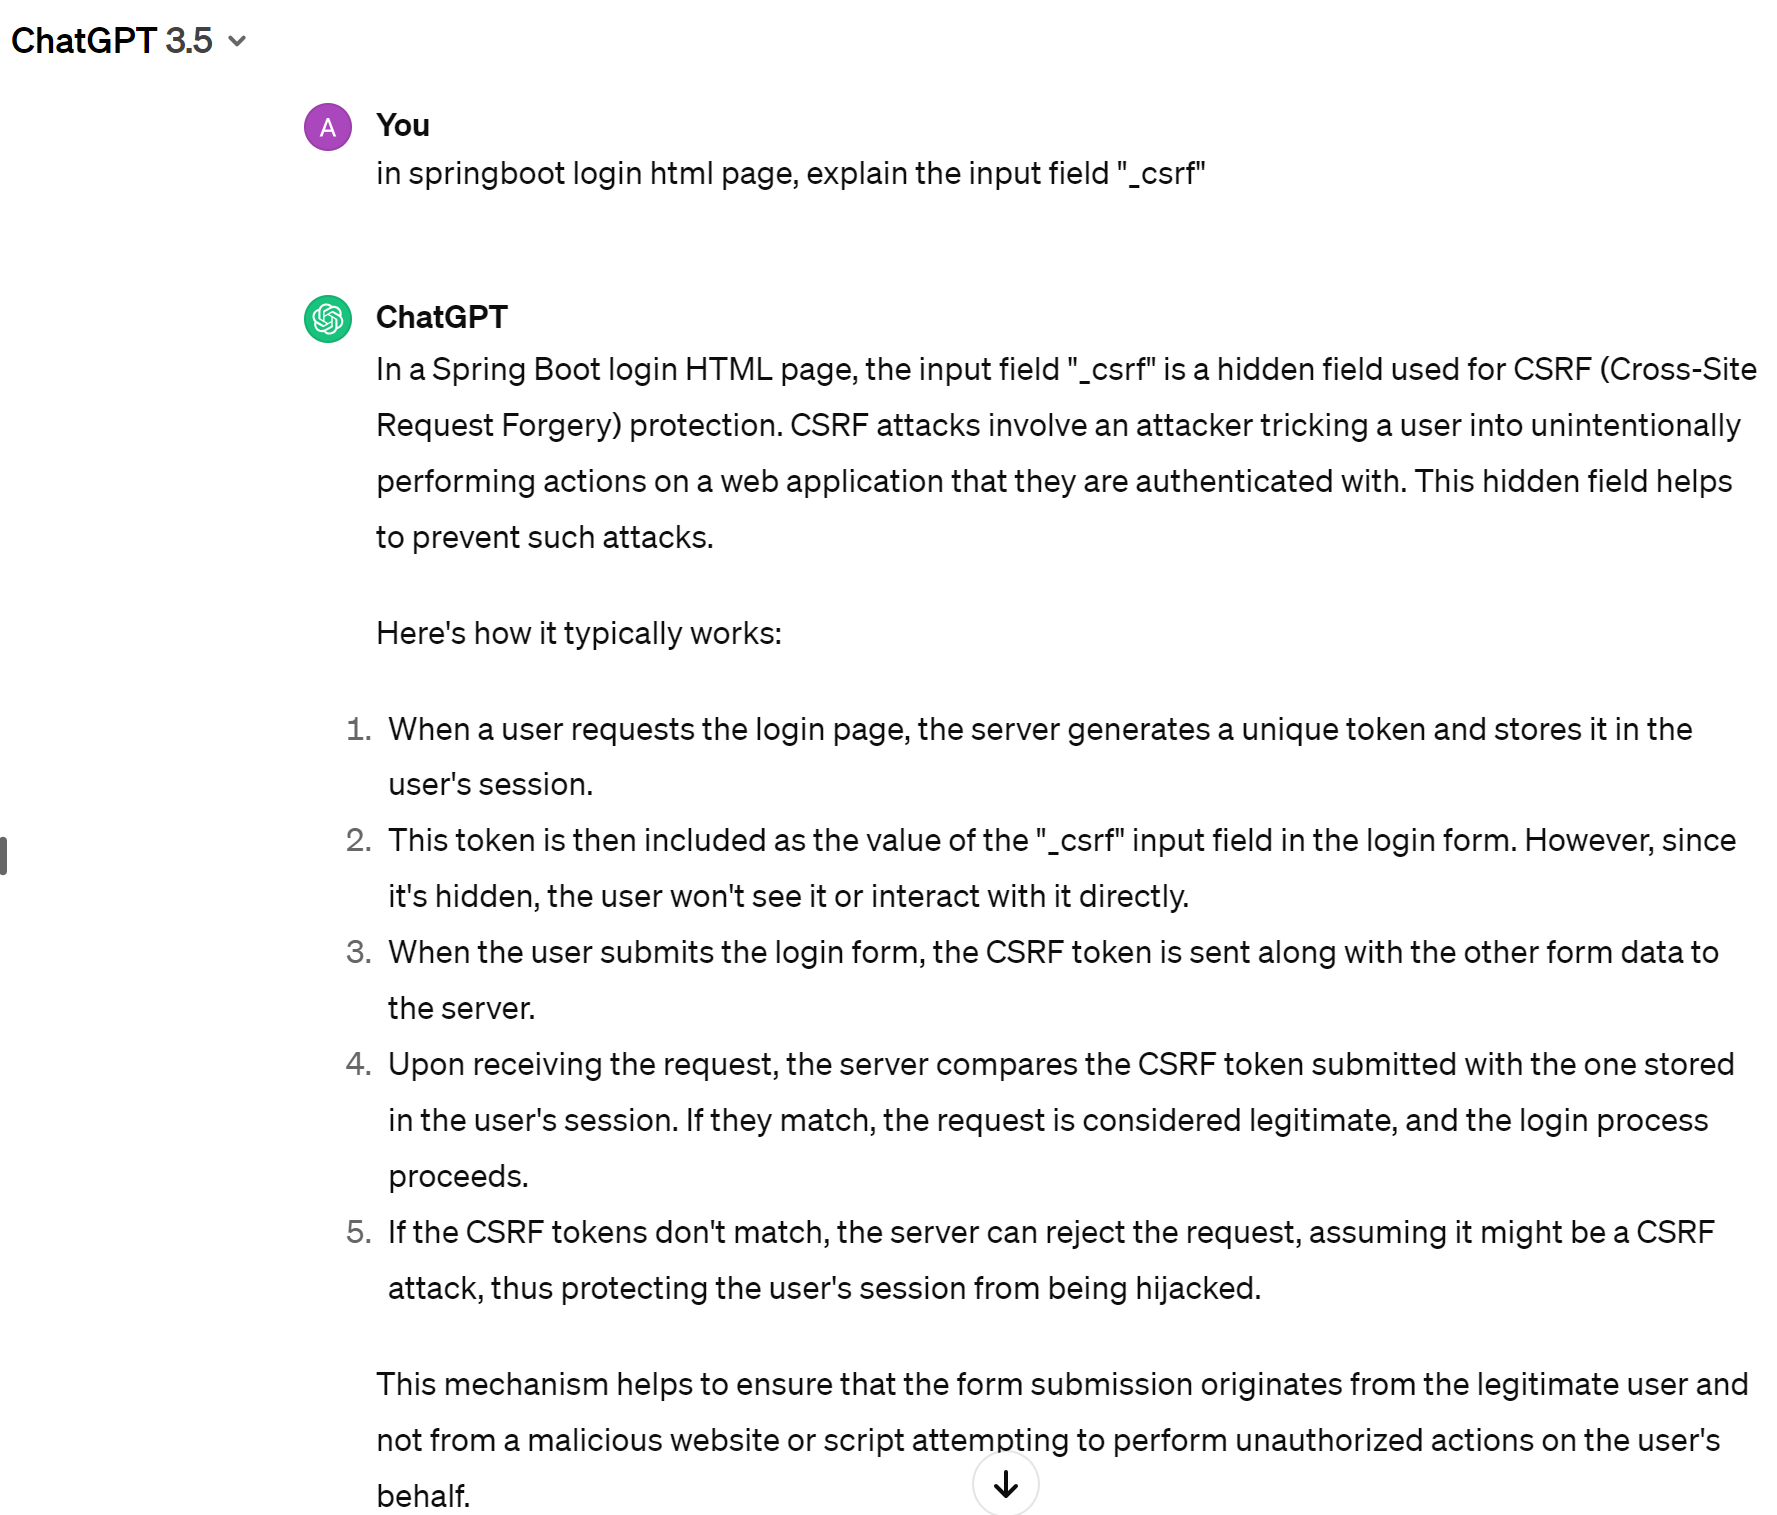 ChatGPT 3.5
A
You
in springboot login html page, explain the input field "_csrf"
ChatGPT
In a Spring Boot login HTML page, the input field "_csrf" is a hidden field used for CSRF (Cross-Site
Request Forgery) protection. CSRF attacks involve an attacker tricking a user into unintentionally
performing actions on a web application that they are authenticated with. This hidden field helps
to prevent such attacks.
Here's how it typically works:
1. When a user requests the login page, the server generates a unique token and stores it in the
user's session.
2. This token is then included as the value of the "_csrf" input field in the login form. However, since
it's hidden, the user won't see it or interact with it directly.
3. When the user submits the login form, the CSRF token is sent along with the other form data to
the server.
4. Upon receiving the request, the server compares the CSRF token submitted with the one stored
in the user's session. If they match, the request is considered legitimate, and the login process
proceeds.
5. If the CSRF tokens don't match, the server can reject the request, assuming it might be a CSRF
attack, thus protecting the user's session from being hijacked.
This mechanism helps to ensure that the form submission originates from the legitimate user and
not from a malicious website or script attempting to perform unauthorized actions on the user's
behalf.